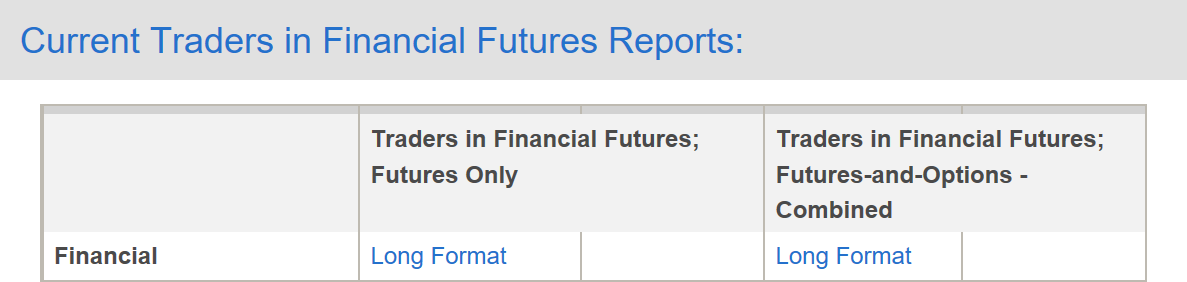 Current Traders in Financial Futures Reports:
Traders in Financial Futures;
Futures Only
Traders in Financial Futures;
Futures-and-Options -
Combined
Financial
Long Format
Long Format